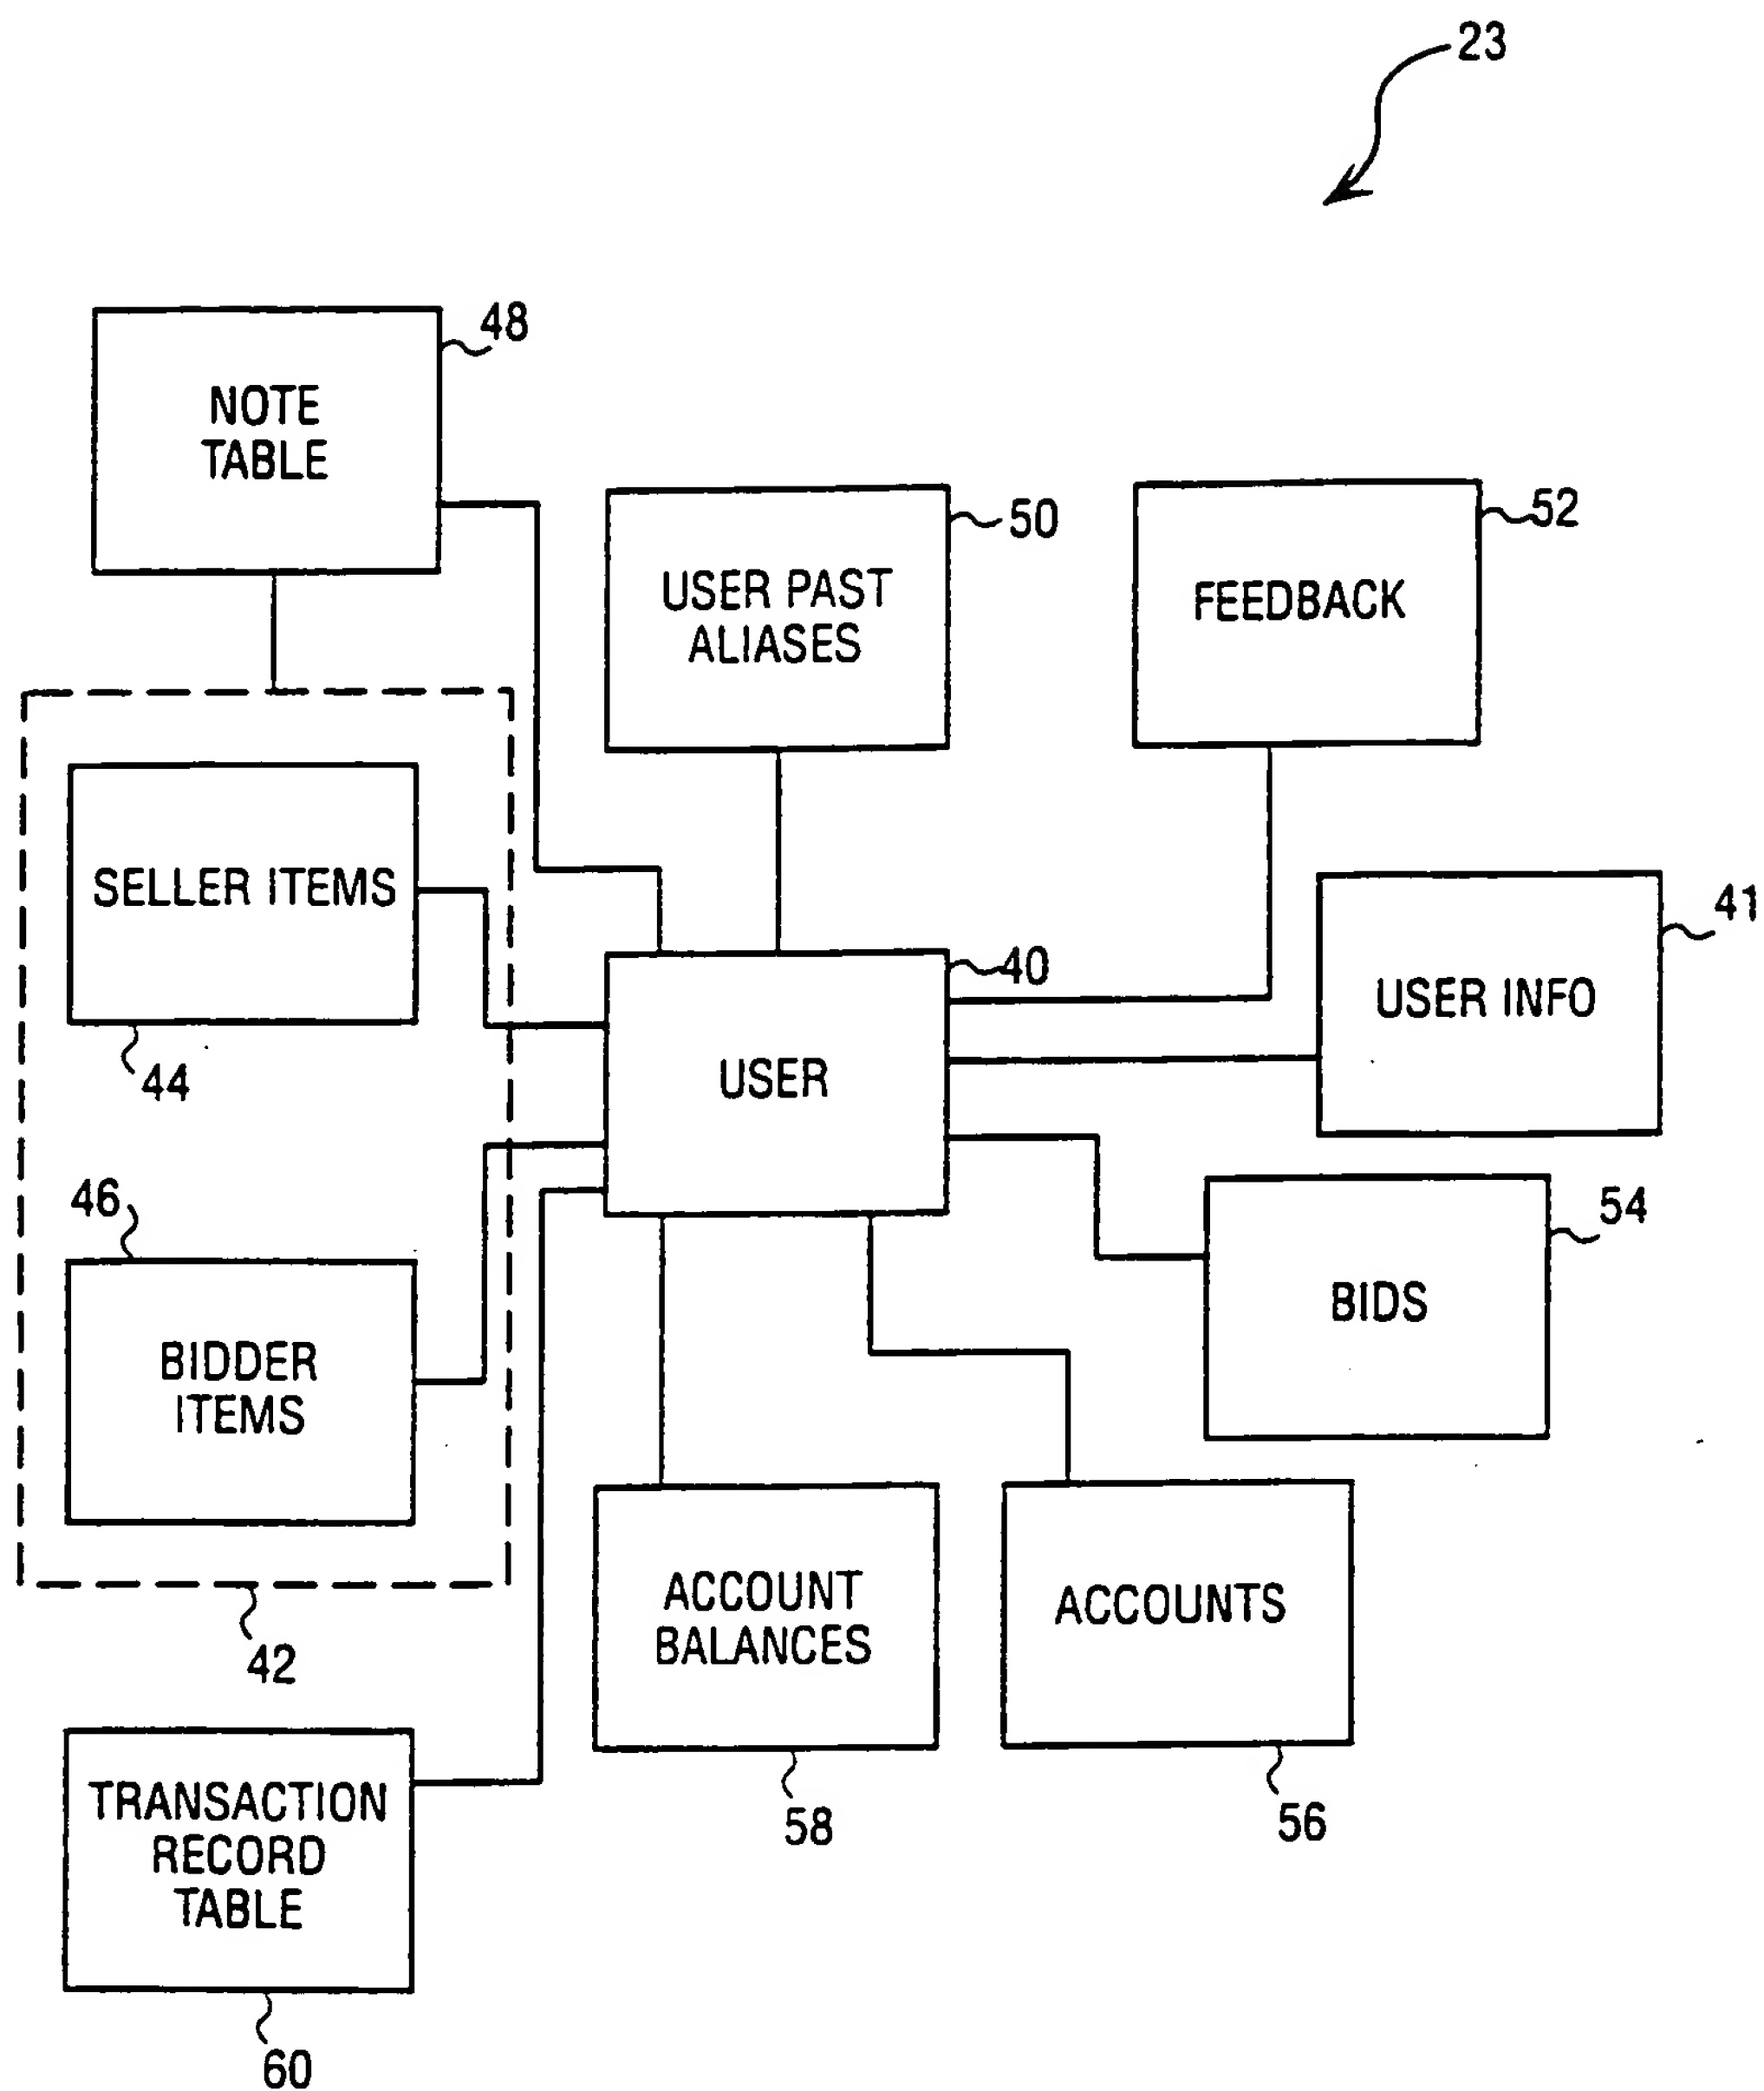 23
48
NOTE
TABLE
50
USER PAST
ALIASES
52
FEEDBACK
SELLER ITEMS
44
41
USER INFO
40
USER
46
BIDDER
ITEMS
54
BIDS
42
ACCOUNT
BALANCES
58
ACCOUNTS
56
TRANSACTION
RECORD
TABLE
60